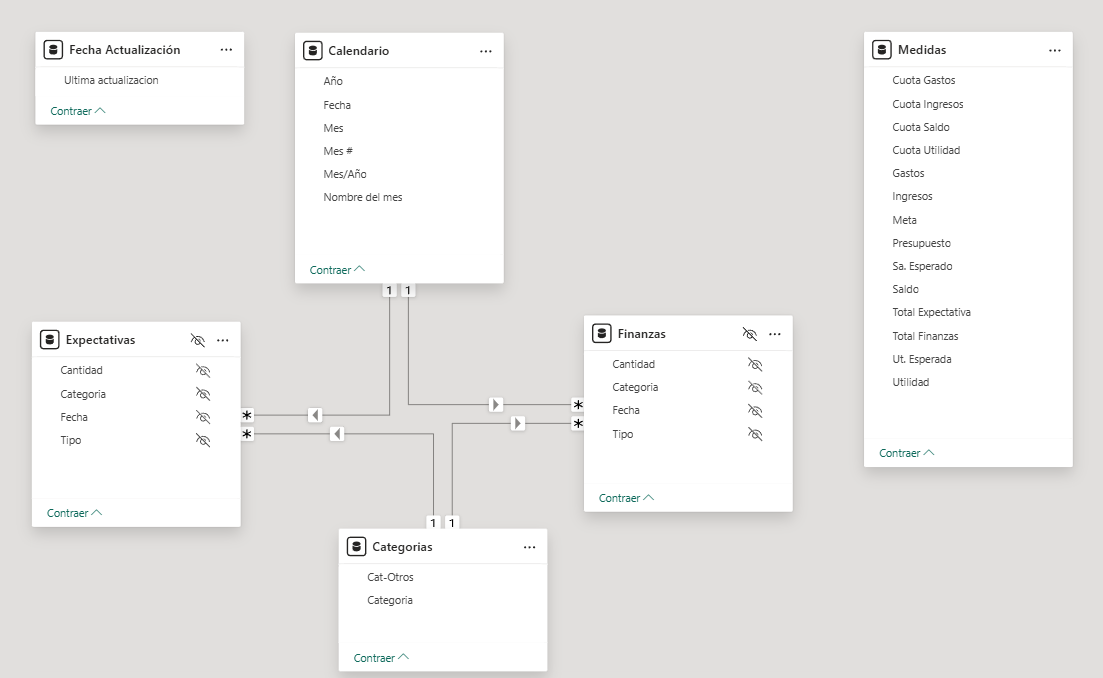 Fecha Actualización
Ultima actualizacion
Contraer
Calendario
Año
Fecha
Mes
Mes #
Mes/Año
Nombre del mes
Contraer
1 1
Medidas
Cuota Gastos
Cuota Ingresos
Cuota Saldo
Cuota Utilidad
Gastos
Ingresos
Meta
Presupuesto
Sa. Esperado
Saldo
Total Expectativa
Total Finanzas
Ut. Esperada
Utilidad
Contraer
Expectativas
Cantidad
Categoria
Fecha
Tipo
Contraer
*
*
Finanzas
Cantidad
Categoria
Fecha
Tipo
Contraer
*
*
1 1
Categorias
Cat-Otros
Categoria
Contraer